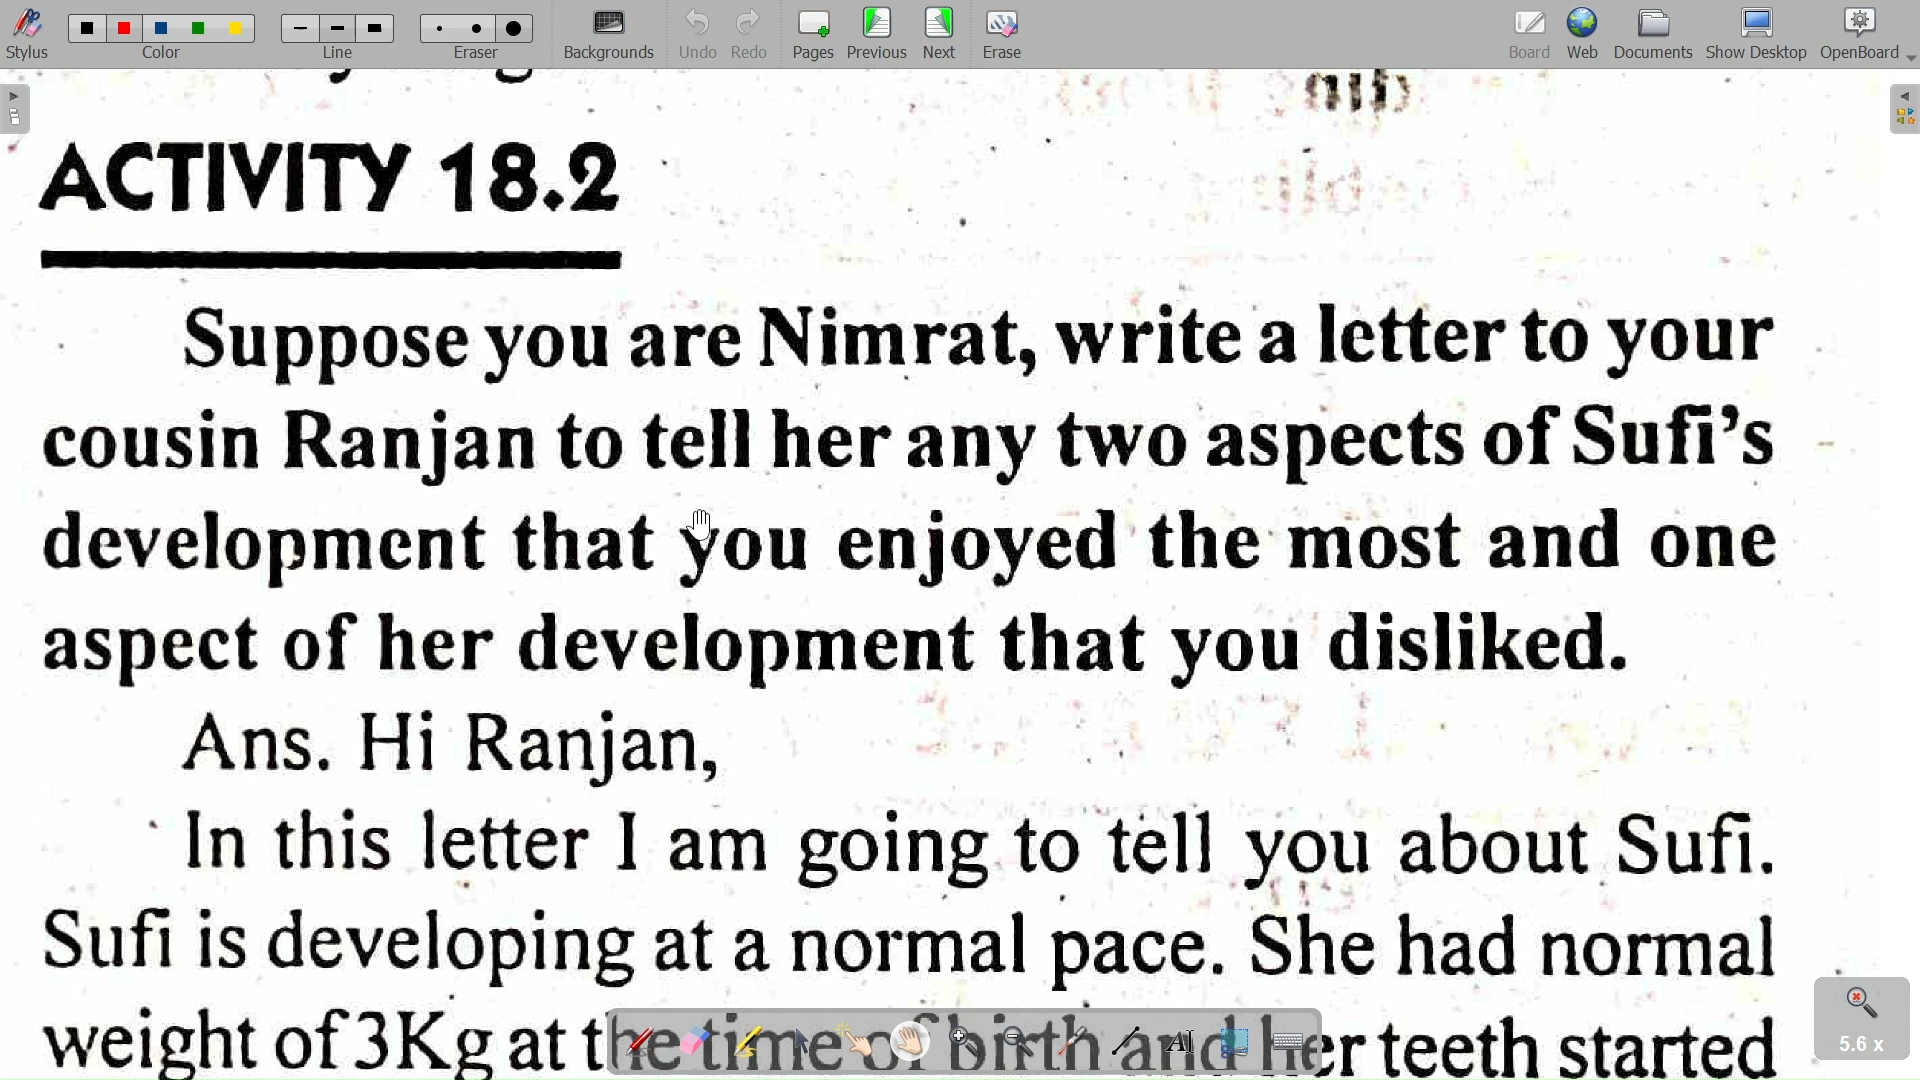 Stylus
Color
Line
Eraser
Backgrounds
Undo
Redo
Pages
Previous
Next
Erase
Board
Web
Documents
Show Desktop
OpenBoard
ACTIVITY 18.2
Suppose you are Nimrat, write a letter to your
cousin Ranjan to tell her any two aspects of Sufi's
development that you enjoyed the most and one
aspect of her development that you disliked.
Ans. Hi Ranjan,
In this letter I am going to tell you about Sufi.
Sufi is developing at a normal pace. She had normal
weight of 3Kg at the time of birth and her teeth started
5.6 x